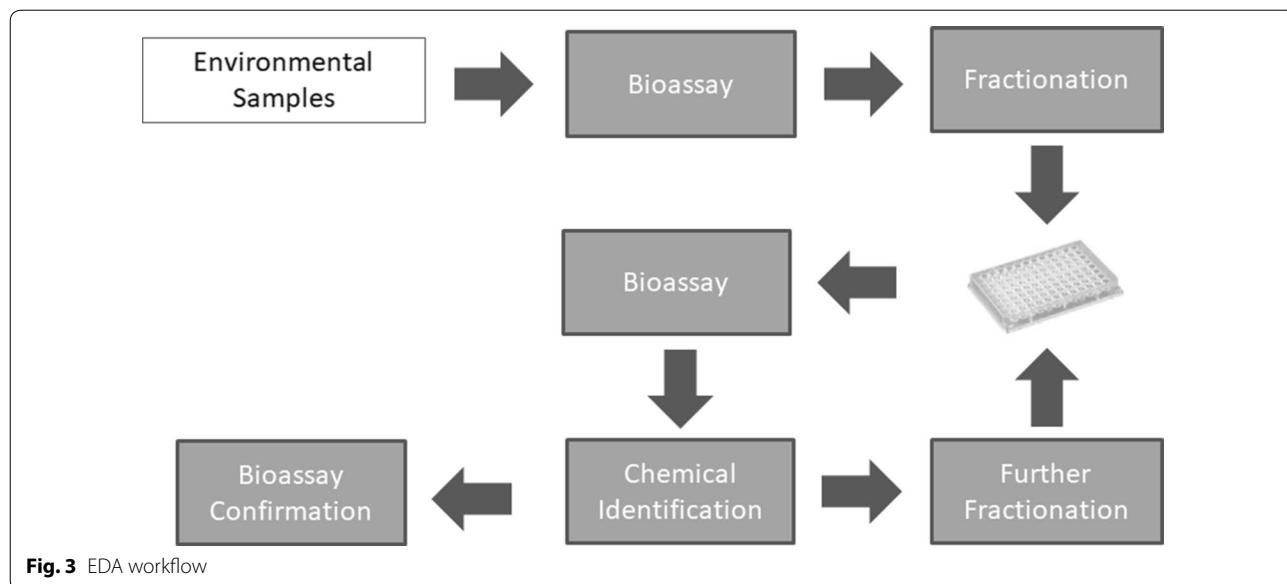 Environmental
Samples
Bioassay
Fractionation
Bioassay
Bioassay
Confirmation
Chemical
Identification
Further
Fractionation
Fig. 3 EDA workflow